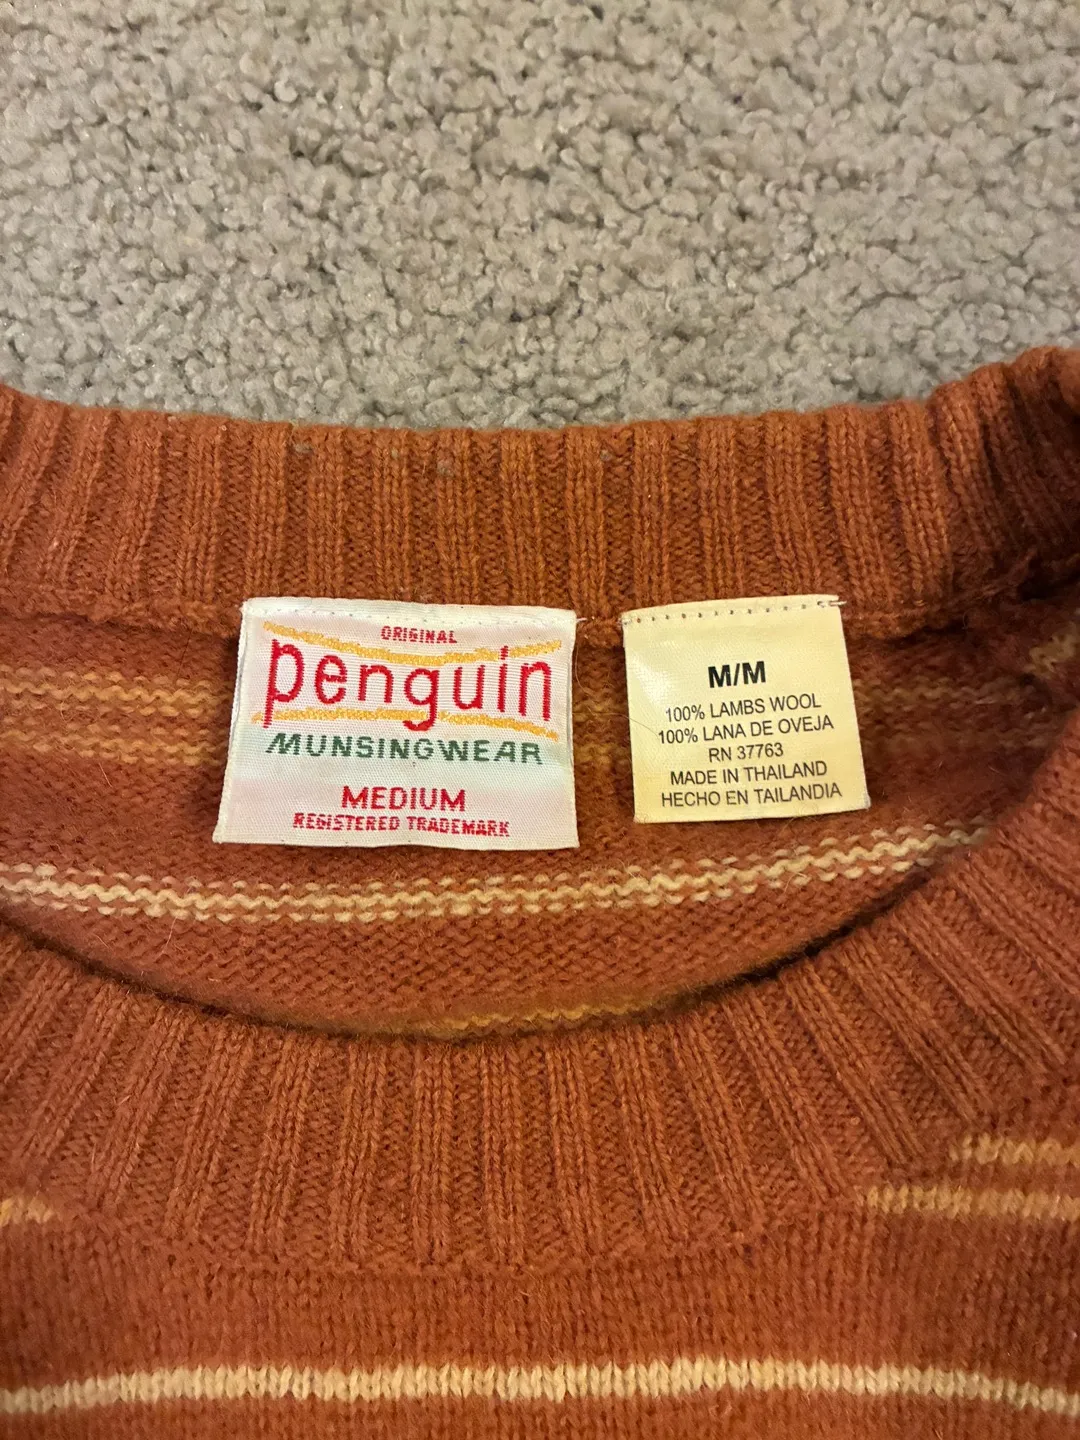 ORIGINAL
penguin
MUNSINGWEAR
MEDIUM
REGISTERED TRADEMARK
M/M
100% LAMBS WOOL
100% LANA DE OVEJA
RN 37763
MADE IN THAILAND
HECHO EN TAILANDIA